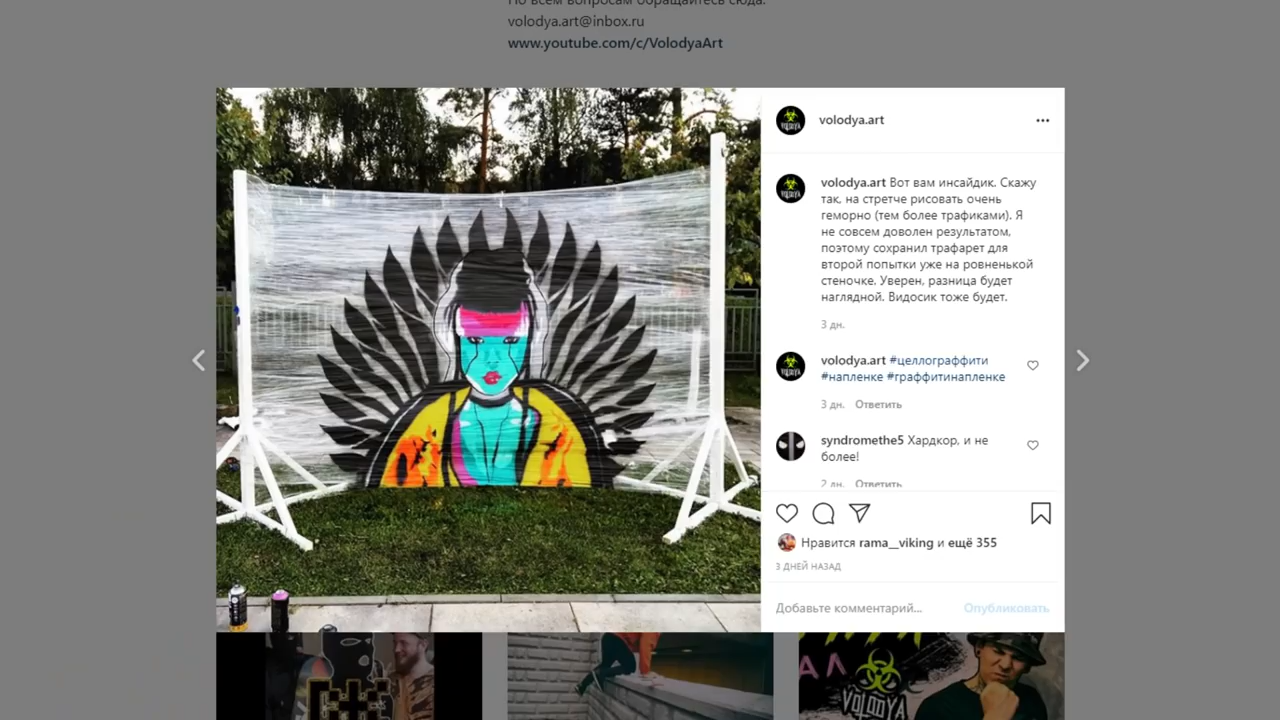 По всем вопросам обращайтесь сюда:
volodya.art@inbox.ru
www.youtube.com/c/VolodyaArt
volodya.art
volodya.art Вот вам инсайдик. Скажу
так, на стретче рисовать очень
геморно (тем более трафиками). Я
не совсем доволен результатом,
поэтому сохранил трафарет для
второй попытки уже на ровненькой
стеночке. Уверен, разница будет
наглядной. Видосик тоже будет.
3 дн.
volodya.art #целлограффити
#напленке #граффитинапленке
3 дн. Ответить
syndromethe5 Хардкор, и не
более!
2 дн. Ответить
Нравится rama__viking и ещё 355
3 ДНЕЙ НАЗАД
Добавьте комментарий... Опубликовать
VOLODYA